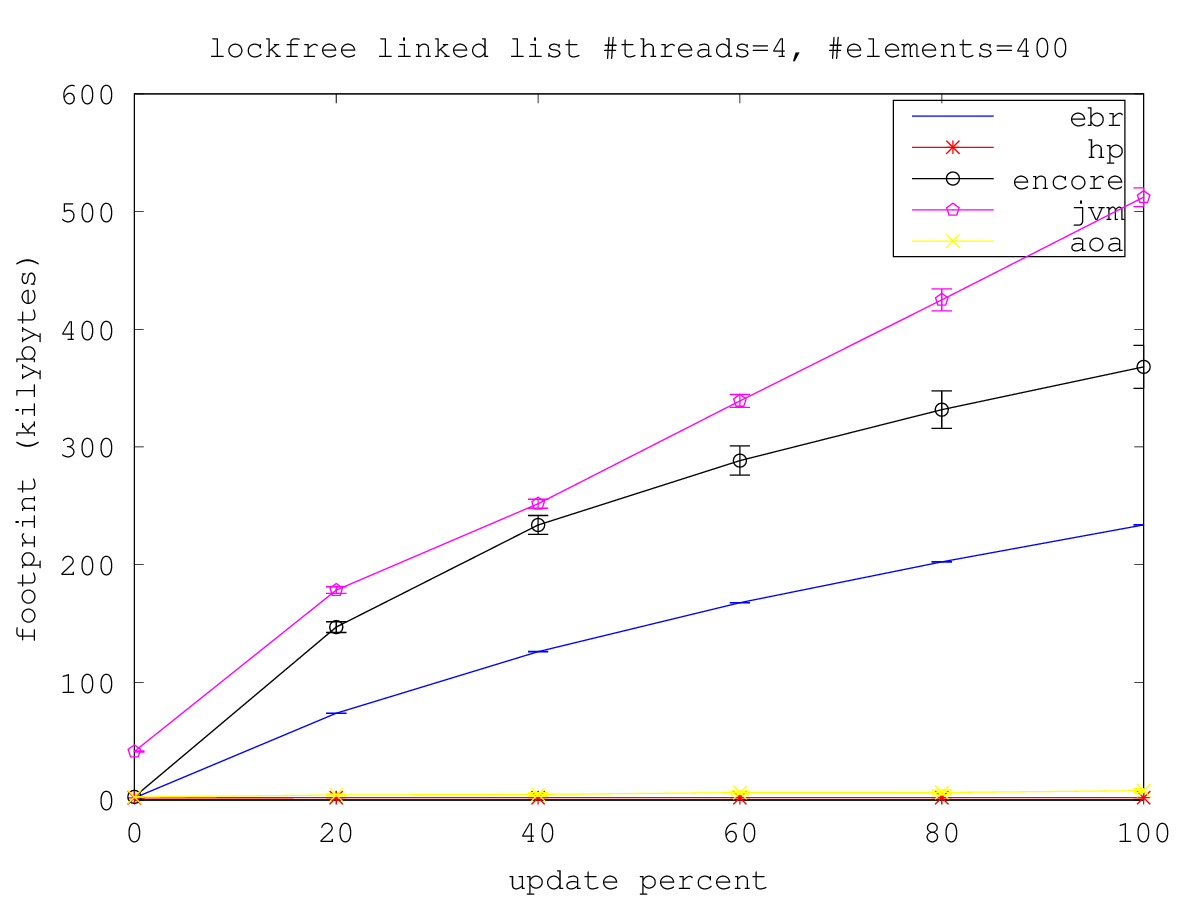 lockfree linked list #threads=4, #elements=400
600
500
400
300
200
100
0
footprint (kilybytes)
ebr
hp
encore
jvm
aoa
0 20 40 60 80 100
update percent